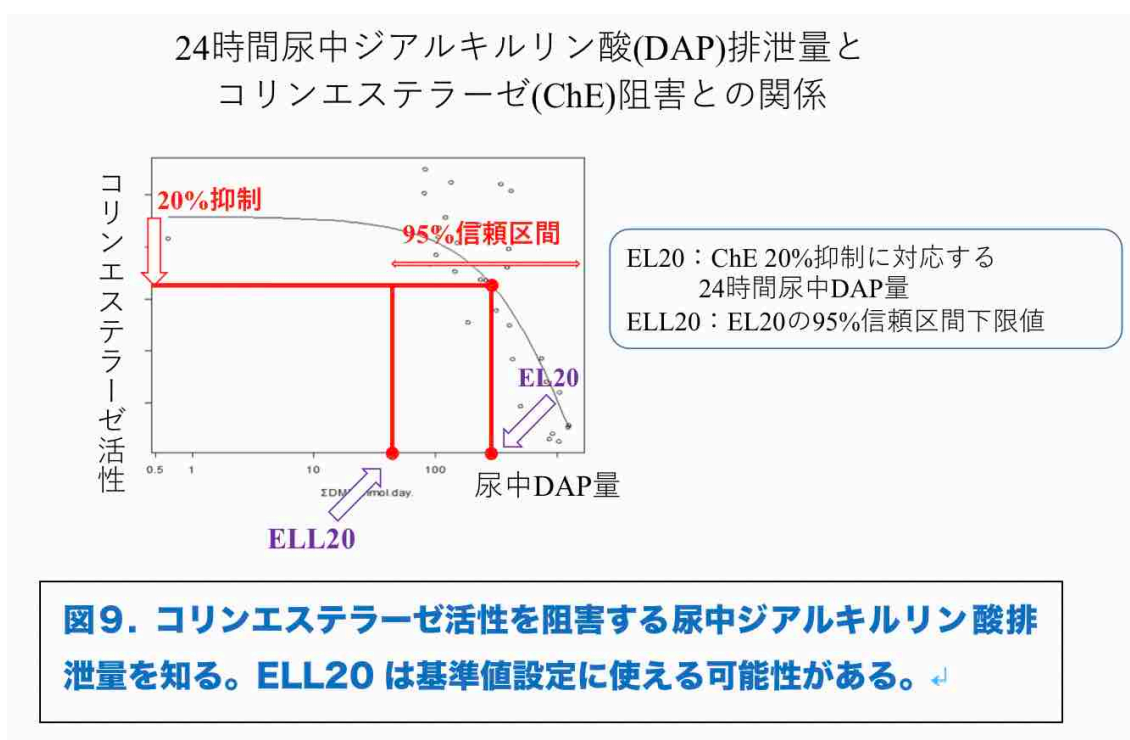 24時間尿中ジアルキルリン酸(DAP)排泄量と
コリンエステラーゼ(ChE)阻害との関係
コリンエステラーゼ活性
20%抑制
95%信頼区間
EL20：ChE 20%抑制に対応する
24時間尿中DAP量
ELL20：EL20の95%信頼区間下限値
EL20
0.5 1 10 100
尿中DAP量
ELL20
図9．コリンエステラーゼ活性を阻害する尿中ジアルキルリン酸排
泄量を知る。ELL20 は基準値設定に使える可能性がある。↵